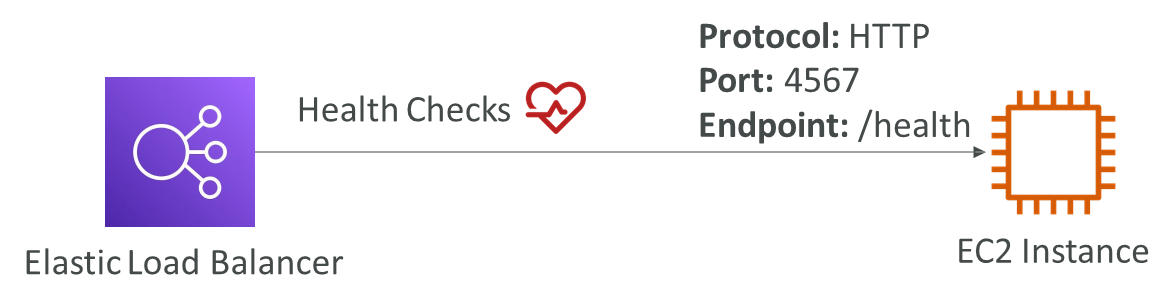 Protocol: HTTP
Port: 4567
Health Checks
Endpoint: /health
Elastic Load Balancer
EC2 Instance